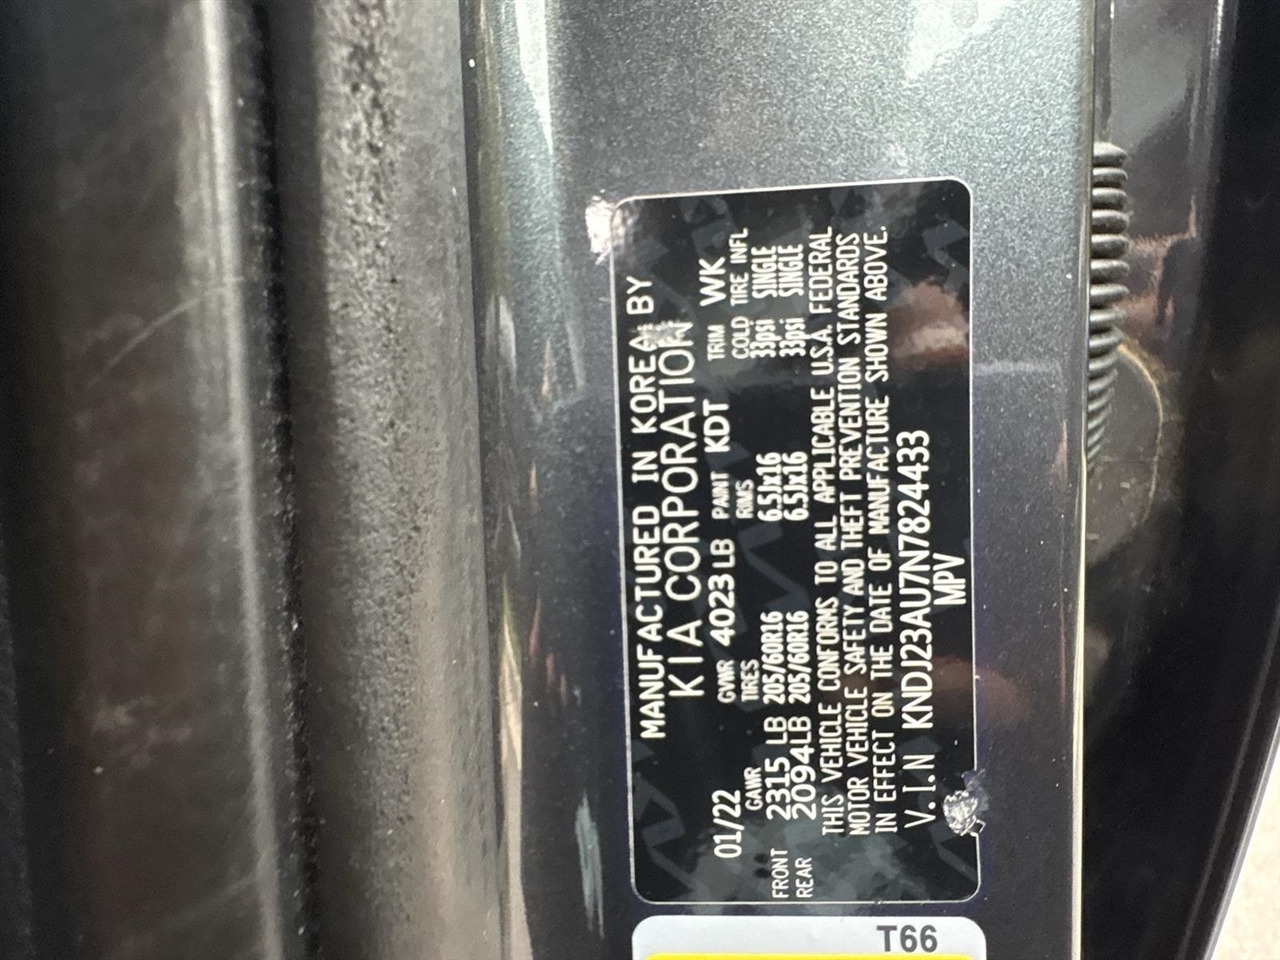 MANUFACTURED IN KOREA BY
KIA CORPORATION
01/22 GVWR 4023 LB PAINT KDT TRIM WK
GAWR TIRES RIMS COLD TIRE INFL
FRONT 2315 LB 205/60R16 6.5Jx16 33psi SINGLE
REAR 2094LB 205/60R16 6.5Jx16 33psi SINGLE
THIS VEHICLE CONFORMS TO ALL APPLICABLE U.S.A. FEDERAL
MOTOR VEHICLE SAFETY AND THEFT PREVENTION STANDARDS
IN EFFECT ON THE DATE OF MANUFACTURE SHOWN ABOVE.
V.I.N KNDJ23AU7N7824433
MPV
T66